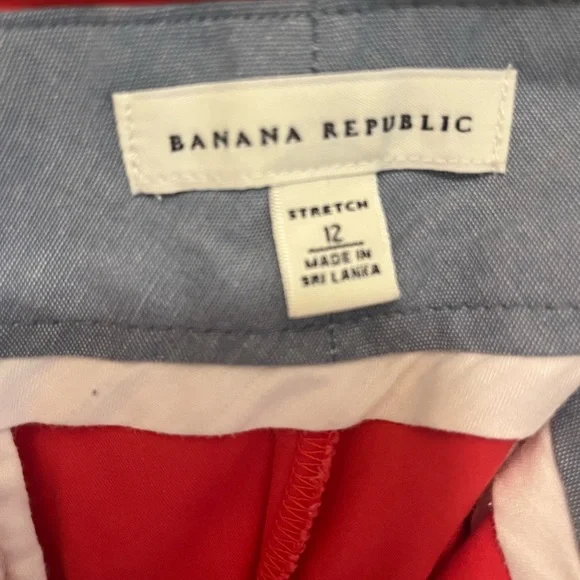 BANANA REPUBLIC
STRETCH
12
MADE IN
SRI LANKA